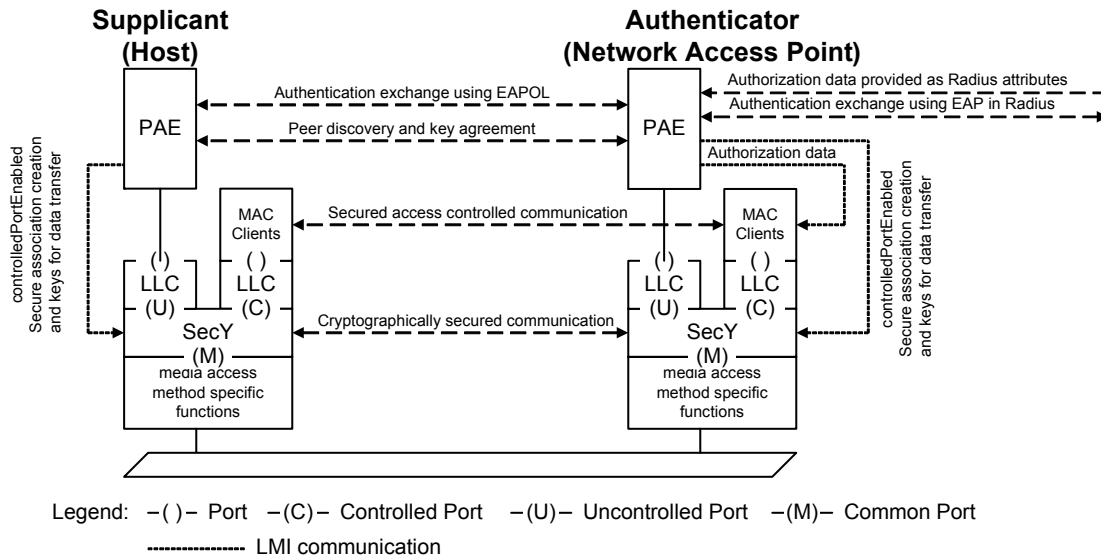 Supplicant
(Host)
Authenticator
(Network Access Point)
PAE
Authentication exchange using EAPOL
Peer discovery and key agreement
PAE
Authorization data provided as Radius attributes
Authentication exchange using EAP in Radius
Authorization data
controlledPortEnabled
Secure association creation
and keys for data transfer
MAC
Clients
Secured access controlled communication
MAC
Clients
controlledPortEnabled
Secure association creation
and keys for data transfer
( )
LLC
(U)
( )
LLC
(C)
( )
LLC
(U)
( )
LLC
(C)
SecY
(M)
Cryptographically secured communication
SecY
(M)
media access
method specific
functions
media access
method specific
functions
Legend: –( )– Port –(C)– Controlled Port –(U)– Uncontrolled Port –(M)– Common Port
LMI communication